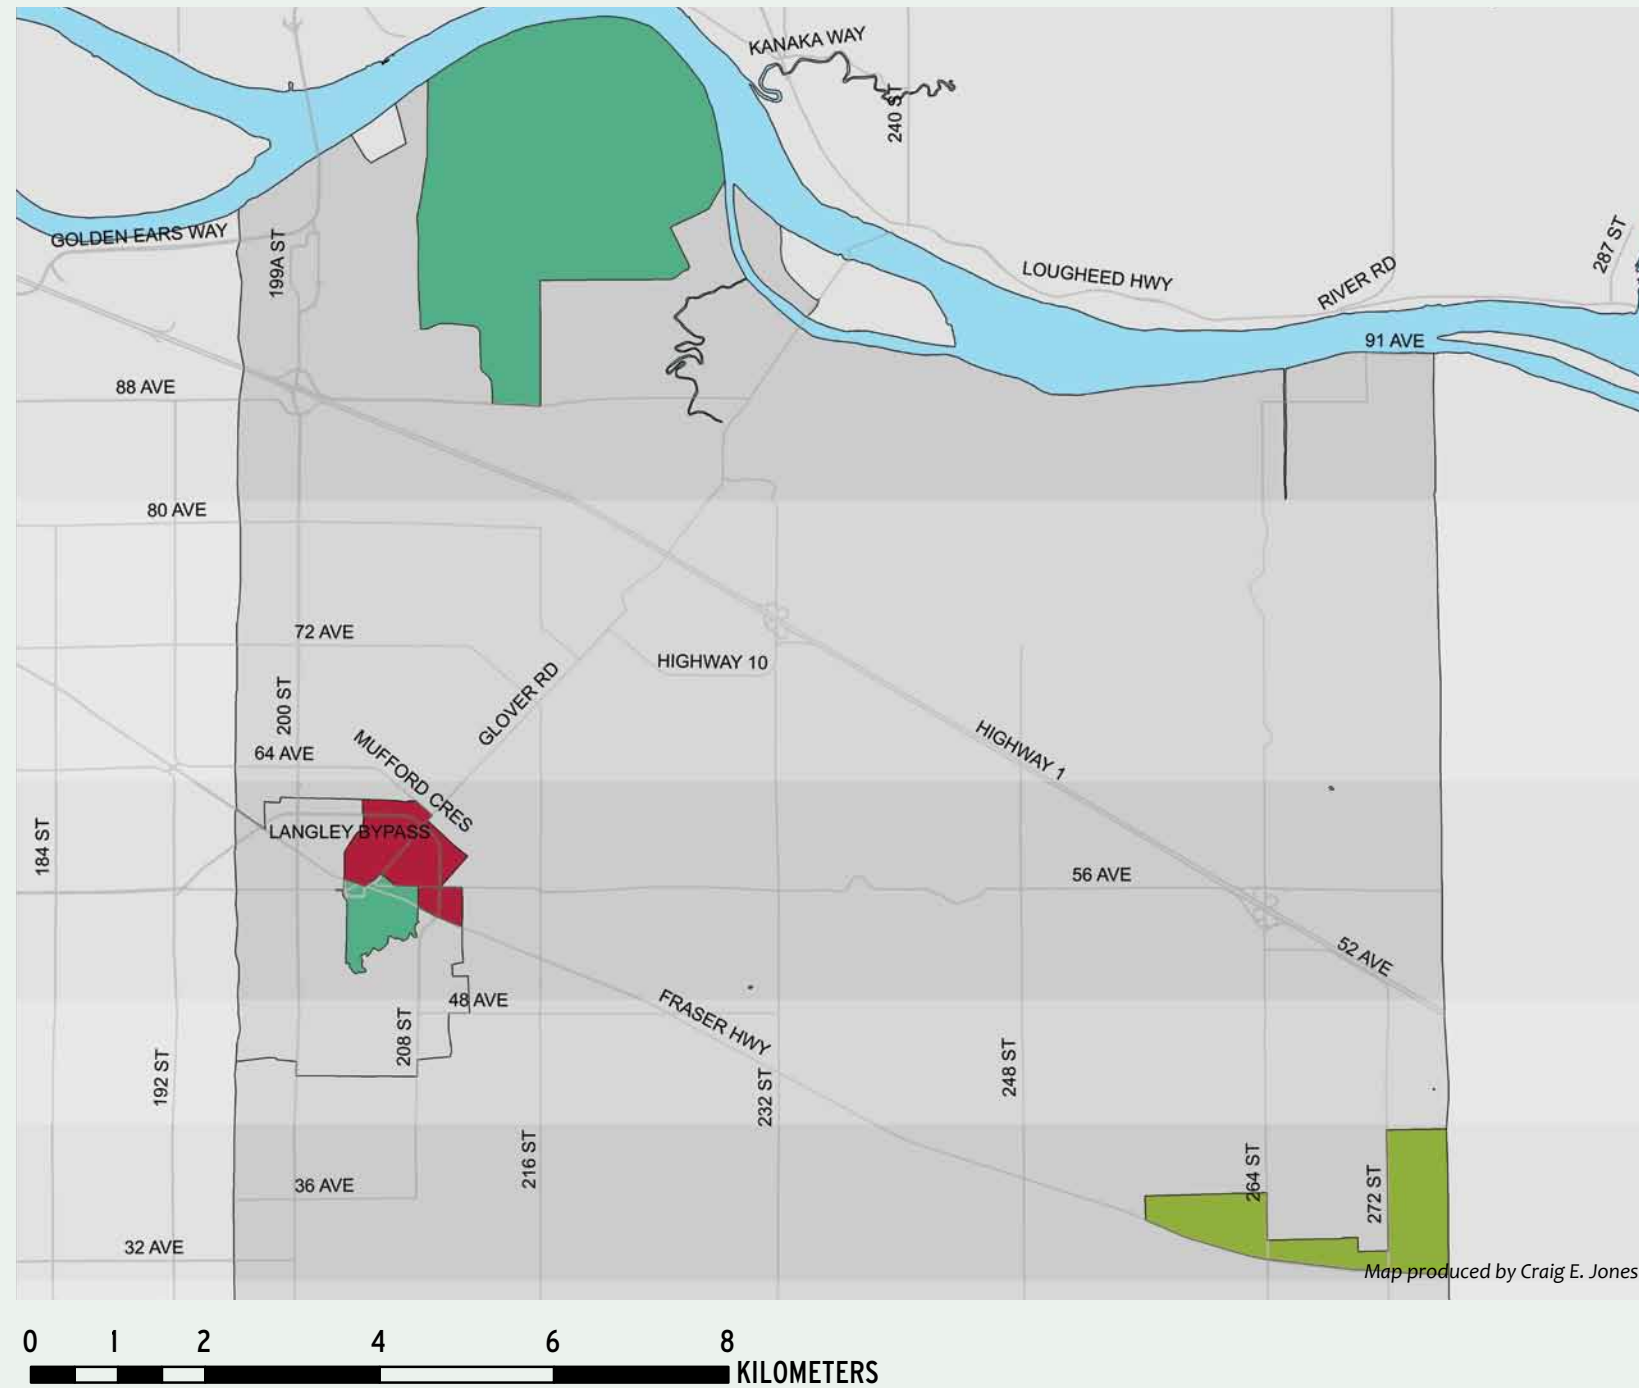 KANAKA WAY
240 ST
GOLDEN EARS WAY
199A ST
LOUGHEED HWY
RIVER RD
287 ST
91 AVE
88 AVE
80 AVE
72 AVE
HIGHWAY 10
GLOVER RD
200 ST
64 AVE
MUFFORD CRES
HIGHWAY 1
LANGLEY BYPASS
184 ST
56 AVE
52 AVE
48 AVE
FRASER HWY
208 ST
192 ST
232 ST
248 ST
216 ST
264 ST
272 ST
36 AVE
32 AVE
Map produced by Craig E. Jones
0 1 2 4 6 8
KILOMETERS